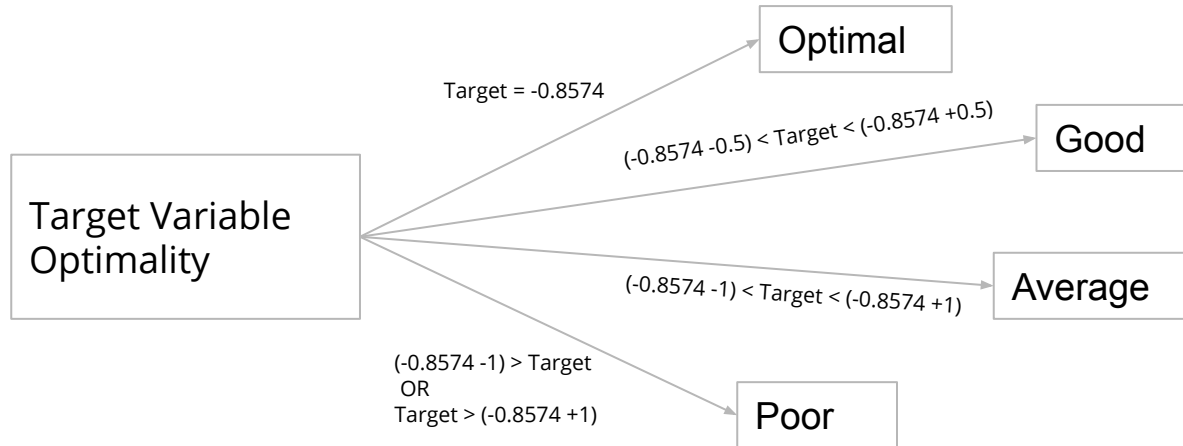 Optimal
Target = -0.8574
(-0.8574 -0.5) < Target < (-0.8574 +0.5)
Good
Target Variable
Optimality
(-0.8574 -1) < Target < (-0.8574 +1)
Average
(-0.8574 -1) > Target
OR
Target > (-0.8574 +1)
Poor